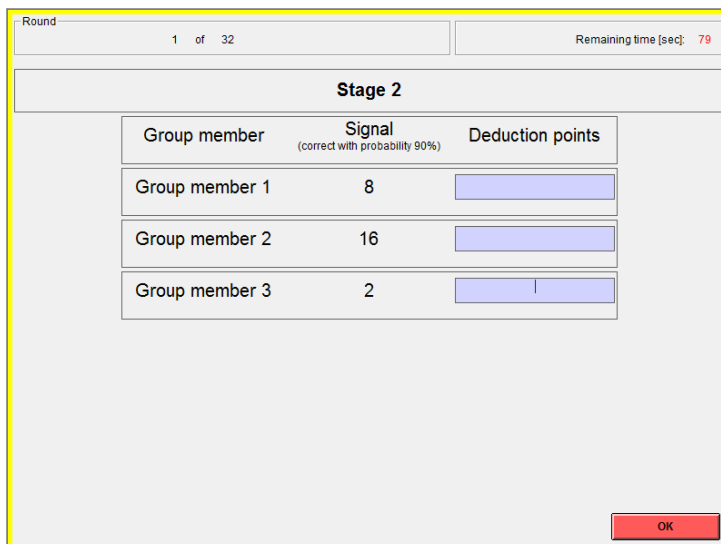 Round
1 of 32
Remaining time [sec]: 79
Stage 2
Group member Signal (correct with probability 90%) Deduction points
Group member 1 8
Group member 2 16
Group member 3 2
OK